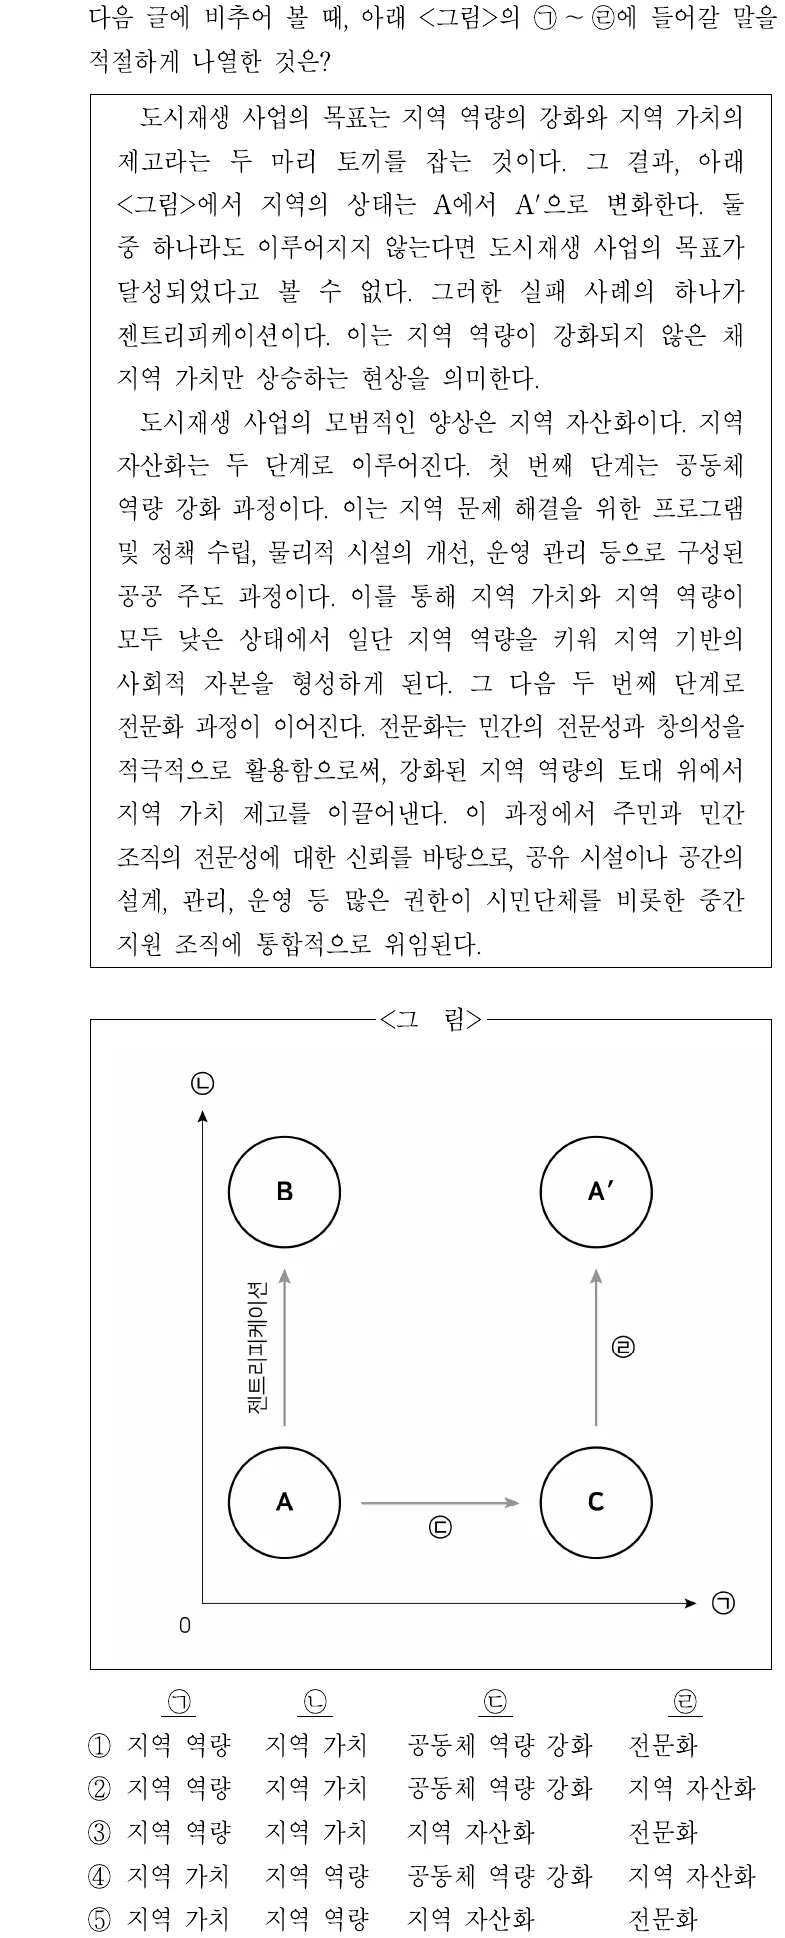 다음 글에 비추어 볼 때, 아래 <그림>의 ㉠～㉣에 들어갈 말을
적절하게 나열한 것은?
도시재생 사업의 목표는 지역 역량의 강화와 지역 가치의
제고라는 두 마리 토끼를 잡는 것이다. 그 결과, 아래
<그림>에서 지역의 상태는 A에서 A′으로 변화한다. 둘
중 하나라도 이루어지지 않는다면 도시재생 사업의 목표가
달성되었다고 볼 수 없다. 그러한 실패 사례의 하나가
젠트리피케이션이다. 이는 지역 역량이 강화되지 않은 채
지역 가치만 상승하는 현상을 의미한다.
도시재생 사업의 모범적인 양상은 지역 자산화이다. 지역
자산화는 두 단계로 이루어진다. 첫 번째 단계는 공동체
역량 강화 과정이다. 이는 지역 문제 해결을 위한 프로그램
및 정책 수립, 물리적 시설의 개선, 운영 관리 등으로 구성된
공공 주도 과정이다. 이를 통해 지역 가치와 지역 역량이
모두 낮은 상태에서 일단 지역 역량을 키워 지역 기반의
사회적 자본을 형성하게 된다. 그 다음 두 번째 단계로
전문화 과정이 이어진다. 전문화는 민간의 전문성과 창의성을
적극적으로 활용함으로써, 강화된 지역 역량의 토대 위에서
지역 가치 제고를 이끌어낸다. 이 과정에서 주민과 민간
조직의 전문성에 대한 신뢰를 바탕으로, 공유 시설이나 공간의
설계, 관리, 운영 등 많은 권한이 시민단체를 비롯한 중간
지원 조직에 통합적으로 위임된다.
<그 림>
㉡
B
A′
젠트리피케이션
㉣
A
C
㉢
0
㉠
㉠ ㉡ ㉢ ㉣
① 지역 역량 지역 가치 공동체 역량 강화 전문화
② 지역 역량 지역 가치 공동체 역량 강화 지역 자산화
③ 지역 역량 지역 가치 지역 자산화 전문화
④ 지역 가치 지역 역량 공동체 역량 강화 지역 자산화
⑤ 지역 가치 지역 역량 지역 자산화 전문화